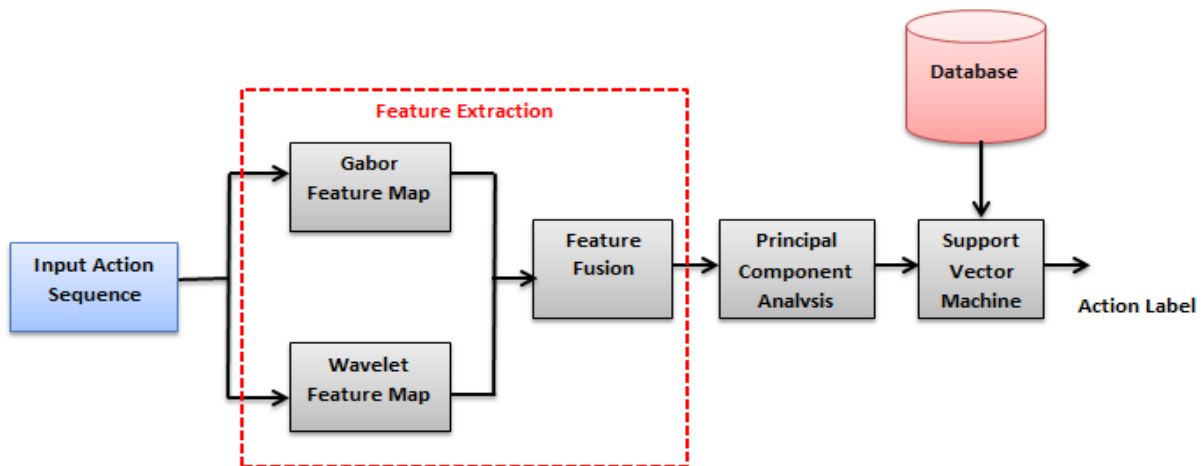 Database
Feature Extraction
Gabor
Feature Map
Input Action
Sequence
Feature
Fusion
Principal
Component
Analvsis
Support
Vector
Machine
Action Label
Wavelet
Feature Map